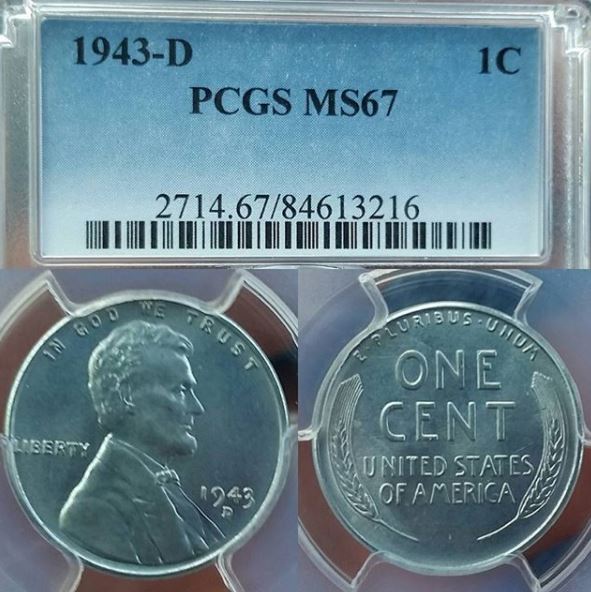 1943-D 1C
PCGS MS67
2714.67/84613216
IN GOD WE TRUST
LIBERTY
1943
D
E PLURIBUS·UNUM
ONE
CENT
UNITED STATES
OF AMERICA